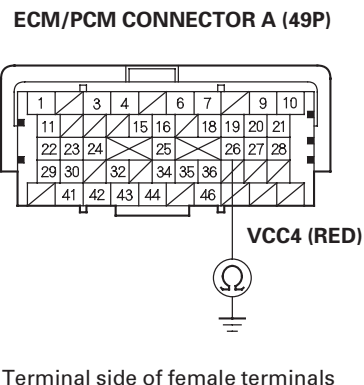 ECM/PCM CONNECTOR A (49P)
1 3 4 6 7 9 10
11 15 16 18 19 20 21
22 23 24 25 26 27 28
29 30 32 34 35 36
41 42 43 44 46
VCC4 (RED)
Ω
Terminal side of female terminals